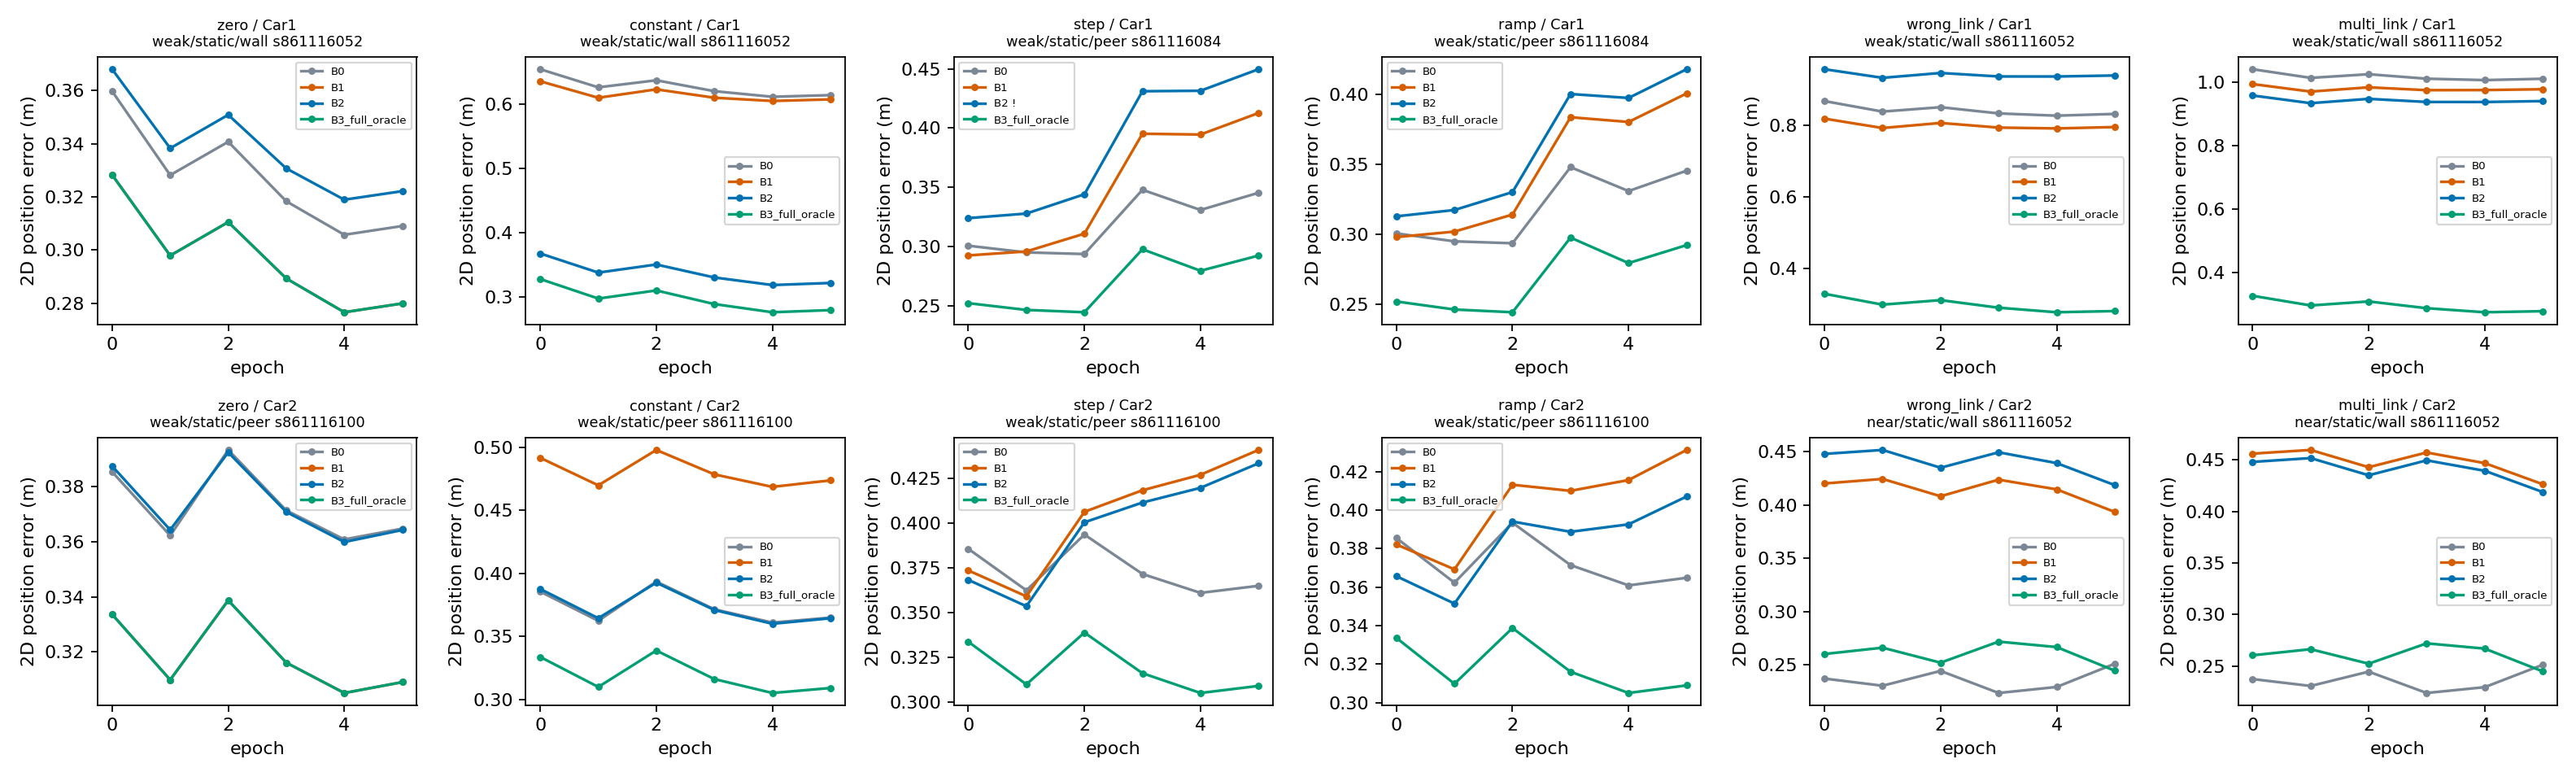 zero / Car1
weak/static/wall s861116052
2D position error (m)
0.36
0.34
0.32
0.30
0.28
B0
B1
B2
B3_full_oracle
0 2 4
epoch
constant / Car1
weak/static/wall s861116052
2D position error (m)
0.6
0.5
0.4
0.3
B0
B1
B2
B3_full_oracle
0 2 4
epoch
step / Car1
weak/static/peer s861116084
2D position error (m)
0.45
0.40
0.35
0.30
0.25
B0
B1
B2 !
B3_full_oracle
0 2 4
epoch
ramp / Car1
weak/static/peer s861116084
2D position error (m)
0.40
0.35
0.30
0.25
B0
B1
B2
B3_full_oracle
0 2 4
epoch
wrong_link / Car1
weak/static/wall s861116052
2D position error (m)
0.8
0.6
0.4
B0
B1
B2
B3_full_oracle
0 2 4
epoch
multi_link / Car1
weak/static/wall s861116052
2D position error (m)
1.0
0.8
0.6
0.4
B0
B1
B2
B3_full_oracle
0 2 4
epoch
zero / Car2
weak/static/peer s861116100
2D position error (m)
0.38
0.36
0.34
0.32
B0
B1
B2
B3_full_oracle
0 2 4
epoch
constant / Car2
weak/static/peer s861116100
2D position error (m)
0.50
0.45
0.40
0.35
0.30
B0
B1
B2
B3_full_oracle
0 2 4
epoch
step / Car2
weak/static/peer s861116100
2D position error (m)
0.425
0.400
0.375
0.350
0.325
0.300
B0
B1
B2
B3_full_oracle
0 2 4
epoch
ramp / Car2
weak/static/peer s861116100
2D position error (m)
0.42
0.40
0.38
0.36
0.34
0.32
0.30
B0
B1
B2
B3_full_oracle
0 2 4
epoch
wrong_link / Car2
near/static/wall s861116052
2D position error (m)
0.45
0.40
0.35
0.30
0.25
B0
B1
B2
B3_full_oracle
0 2 4
epoch
multi_link / Car2
near/static/wall s861116052
2D position error (m)
0.45
0.40
0.35
0.30
0.25
B0
B1
B2
B3_full_oracle
0 2 4
epoch